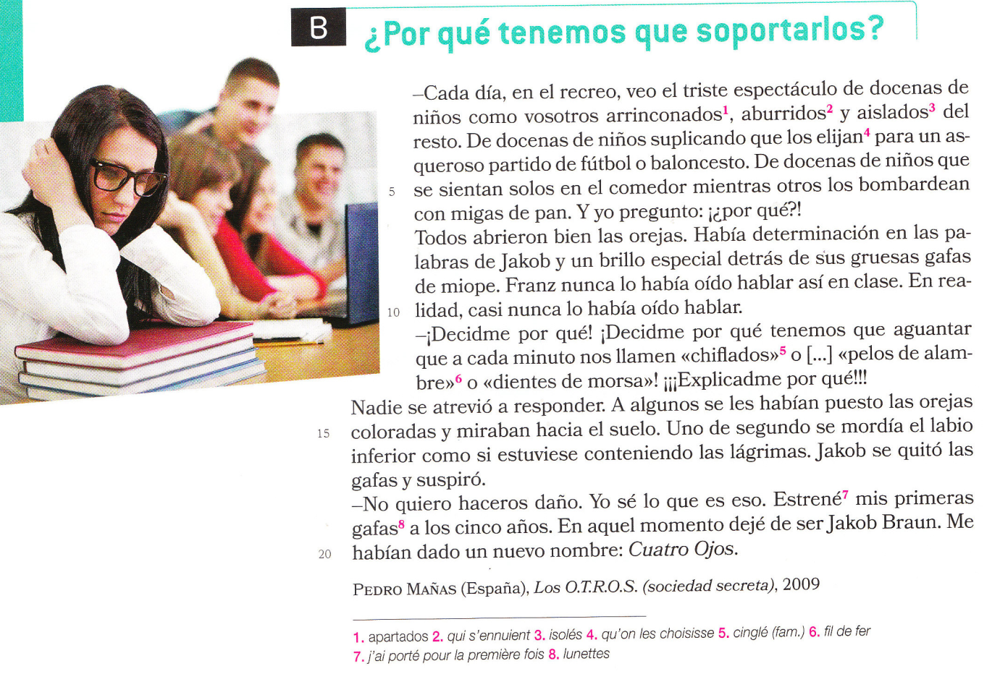 B ¿Por qué tenemos que soportarlos?
–Cada día, en el recreo, veo el triste espectáculo de docenas de
niños como vosotros arrinconados1, aburridos2 y aislados3 del
resto. De docenas de niños suplicando que los elijan4 para un as-
queroso partido de fútbol o baloncesto. De docenas de niños que
5 se sientan solos en el comedor mientras otros los bombardean
con migas de pan. Y yo pregunto: ¡¿por qué?!
Todos abrieron bien las orejas. Había determinación en las pa-
labras de Jakob y un brillo especial detrás de sus gruesas gafas
de miope. Franz nunca lo había oído hablar así en clase. En rea-
10 lidad, casi nunca lo había oído hablar.
–¡Decidme por qué! ¡Decidme por qué tenemos que aguantar
que a cada minuto nos llamen «chiflados»5 o [...] «pelos de alam-
bre»6 o «dientes de morsa»! ¡¡¡Explicadme por qué!!!
Nadie se atrevió a responder. A algunos se les habían puesto las orejas
15 coloradas y miraban hacia el suelo. Uno de segundo se mordía el labio
inferior como si estuviese conteniendo las lágrimas. Jakob se quitó las
gafas y suspiró.
–No quiero haceros daño. Yo sé lo que es eso. Estrené7 mis primeras
gafas8 a los cinco años. En aquel momento dejé de ser Jakob Braun. Me
20 habían dado un nuevo nombre: Cuatro Ojos.
PEDRO MAÑAS (España), Los O.T.R.O.S. (sociedad secreta), 2009
1. apartados 2. qui s'ennuient 3. isolés 4. qu'on les choisisse 5. cinglé (fam.) 6. fil de fer
7. j'ai porté pour la première fois 8. lunettes